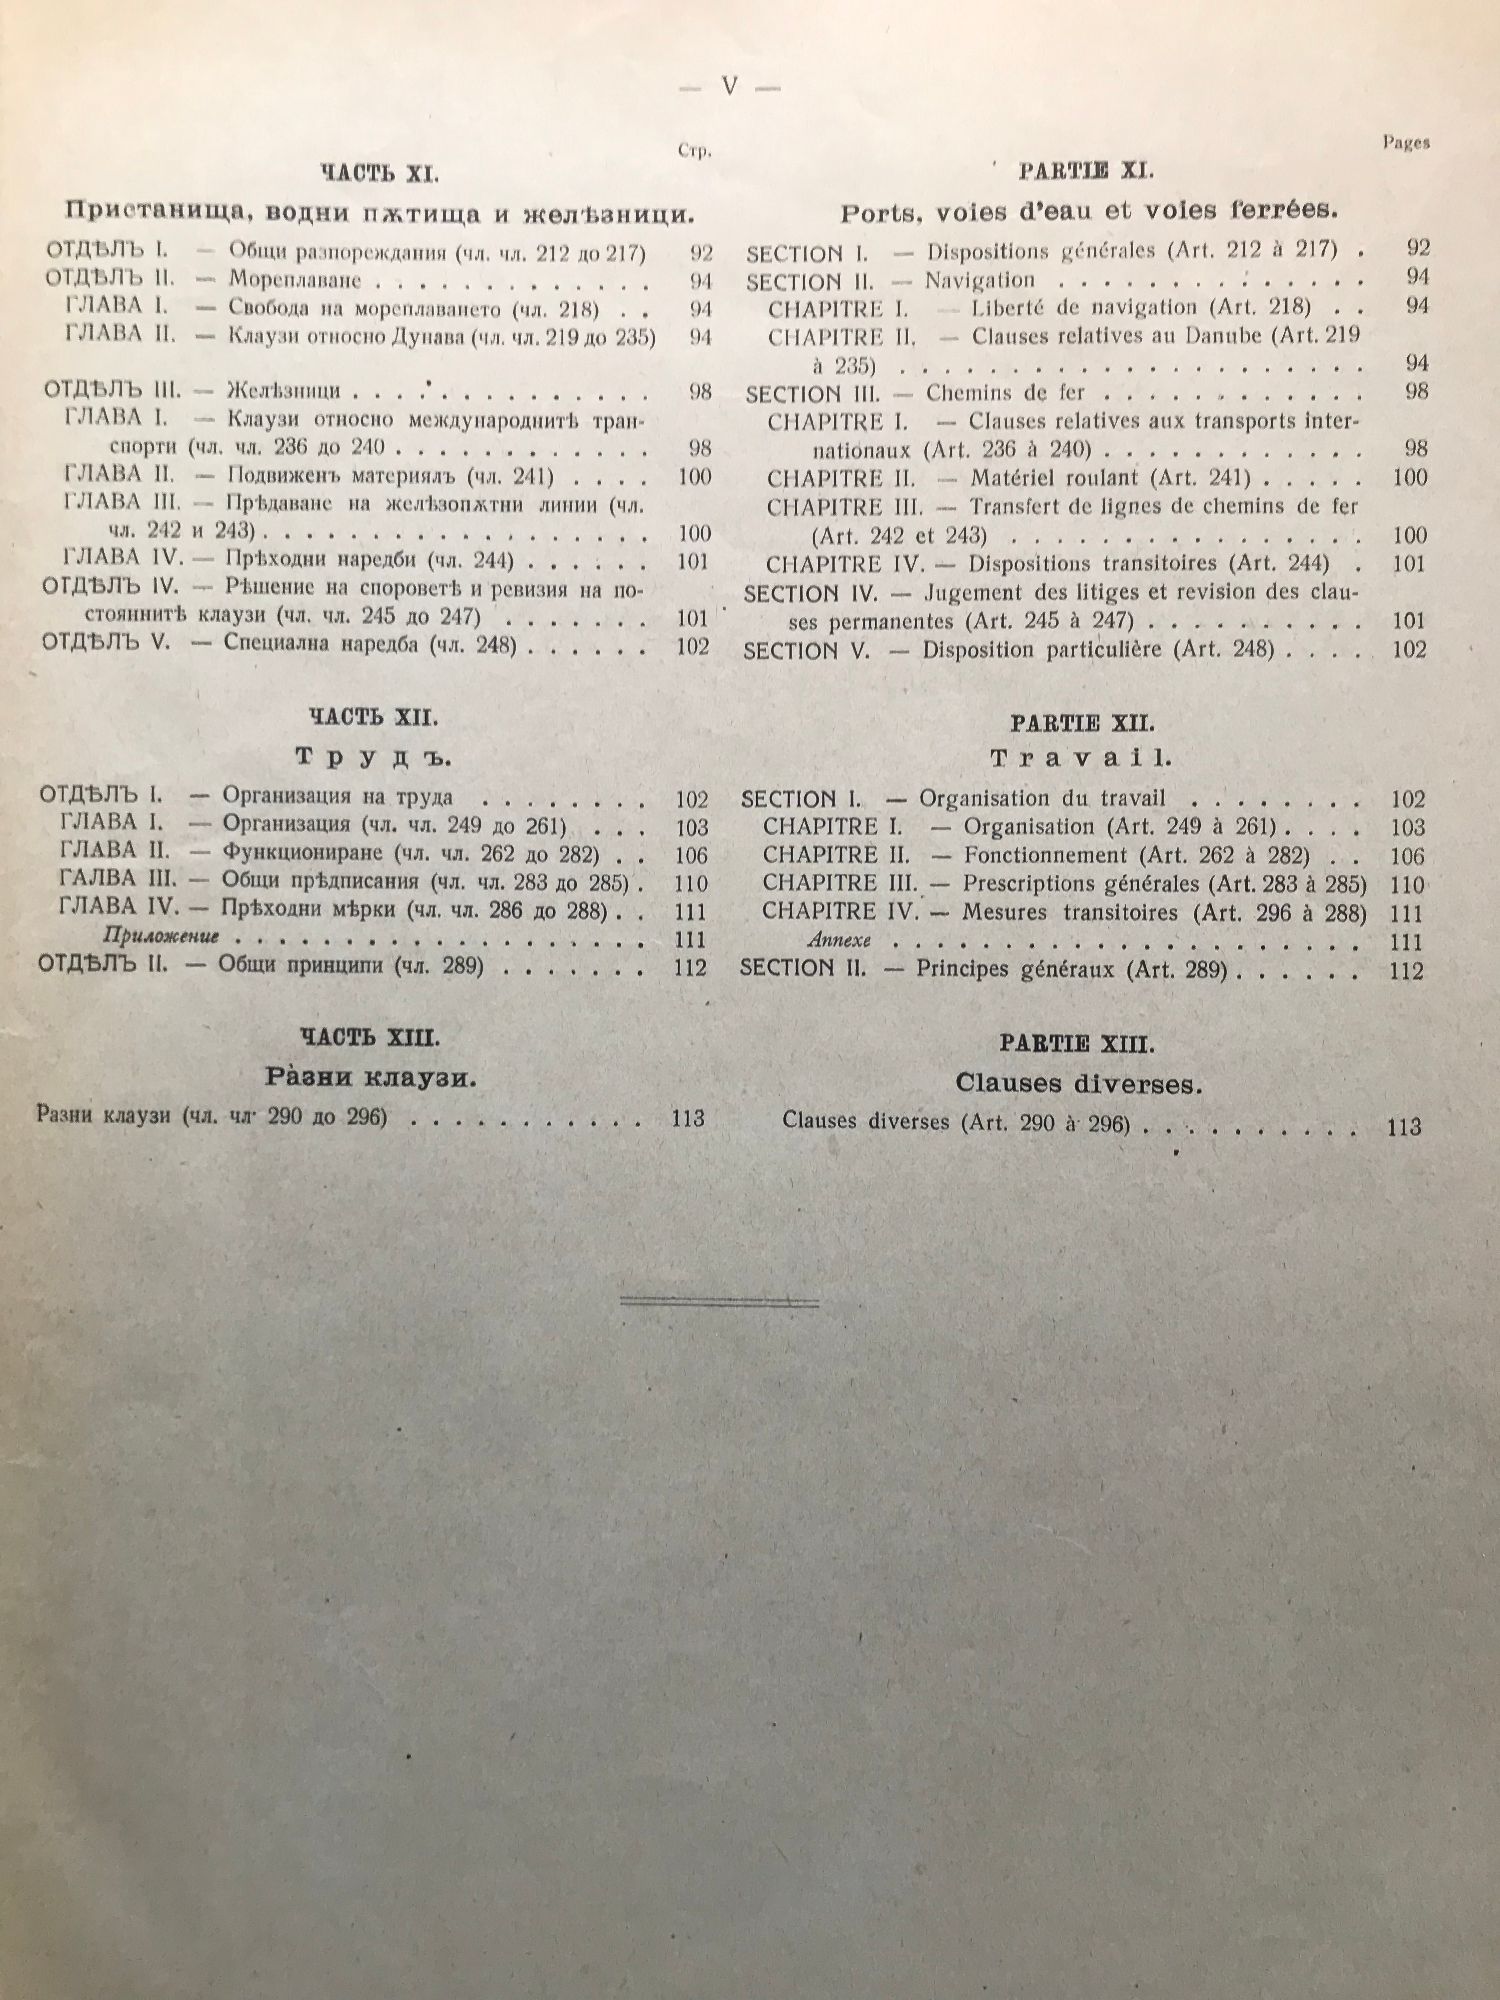 — V —
Стр.
ЧАСТЬ XI.
Пристанища, водни пѫтища и желѣзници.
ОТДѢЛЪ I. — Общи разпореждания (чл. чл. 212 до 217) 92
ОТДѢЛЪ II. — Мореплаване . . . . . . . . . . . . . 94
ГЛАВА I. — Свобода на мореплаването (чл. 218) . . 94
ГЛАВА II. — Клаузи относно Дунава (чл. чл. 219 до 235) 94
ОТДѢЛЪ III. — Желѣзници . . . . . . . . . . . . . . 98
ГЛАВА I. — Клаузи относно международнитѣ тран-
спорти (чл. чл. 236 до 240 . . . . . . . . . . . . 98
ГЛАВА II. — Подвиженъ материялъ (чл. 241) . . . . 100
ГЛАВА III. — Прѣдаване на желѣзопѫтни линии (чл.
чл. 242 и 243) . . . . . . . . . . . . . . . . . . 100
ГЛАВА IV. — Прѣходни наредби (чл. 244) . . . . . . 101
ОТДѢЛЪ IV. — Рѣшение на спороветѣ и ревизия на по-
стояннитѣ клаузи (чл. чл. 245 до 247) . . . . . . . 101
ОТДѢЛЪ V. — Специална наредба (чл. 248) . . . . . . 102
ЧАСТЬ XII.
Трудъ.
ОТДѢЛЪ I. — Организация на труда . . . . . . . . 102
ГЛАВА I. — Организация (чл. чл. 249 до 261) . . . 103
ГЛАВА II. — Функциониране (чл. чл. 262 до 282) . . 106
ГАЛВА III. — Общи прѣдписания (чл. чл. 283 до 285) . 110
ГЛАВА IV. — Прѣходни мѣрки (чл. чл. 286 до 288) . . 111
Приложение . . . . . . . . . . . . . . . . . . . 111
ОТДѢЛЪ II. — Общи принципи (чл. 289) . . . . . . . 112
ЧАСТЬ XIII.
Разни клаузи.
Разни клаузи (чл. чл· 290 до 296) . . . . . . . . . . . 113
Pages
PARTIE XI.
Ports, voies d'eau et voies ferrées.
SECTION I. — Dispositions générales (Art. 212 à 217) . 92
SECTION II. — Navigation . . . . . . . . . . . . . . 94
CHAPITRE I. — Liberté de navigation (Art. 218) . . 94
CHAPITRE II. — Clauses relatives au Danube (Art. 219
à 235) . . . . . . . . . . . . . . . . . . . . . 94
SECTION III. — Chemins de fer . . . . . . . . . . . . 98
CHAPITRE I. — Clauses relatives aux transports inter-
nationaux (Art. 236 à 240) . . . . . . . . . . . . 98
CHAPITRE II. — Matériel roulant (Art. 241) . . . . . 100
CHAPITRE III. — Transfert de lignes de chemins de fer
(Art. 242 et 243) . . . . . . . . . . . . . . . . 100
CHAPITRE IV. — Dispositions transitoires (Art. 244) . 101
SECTION IV. — Jugement des litiges et revision des clau-
ses permanentes (Art. 245 à 247) . . . . . . . . . . 101
SECTION V. — Disposition particulière (Art. 248) . . . . 102
PARTIE XII.
Travail.
SECTION I. — Organisation du travail . . . . . . . . 102
CHAPITRE I. — Organisation (Art. 249 à 261) . . . . 103
CHAPITRE II. — Fonctionnement (Art. 262 à 282) . . 106
CHAPITRE III. — Prescriptions générales (Art. 283 à 285) 110
CHAPITRE IV. — Mesures transitoires (Art. 296 à 288) 111
Annexe . . . . . . . . . . . . . . . . . . . . . 111
SECTION II. — Principes généraux (Art. 289) . . . . . . 112
PARTIE XIII.
Clauses diverses.
Clauses diverses (Art. 290 à 296) . . . . . . . . . . 113